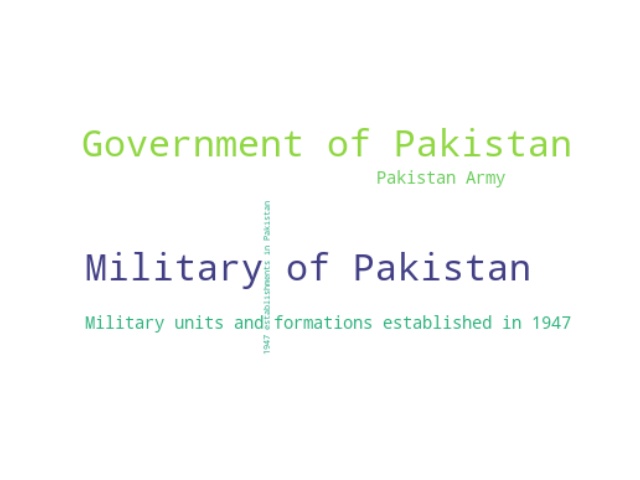 Government of Pakistan
Pakistan Army
1947 establishments in Pakistan
Military of Pakistan
Military units and formations established in 1947